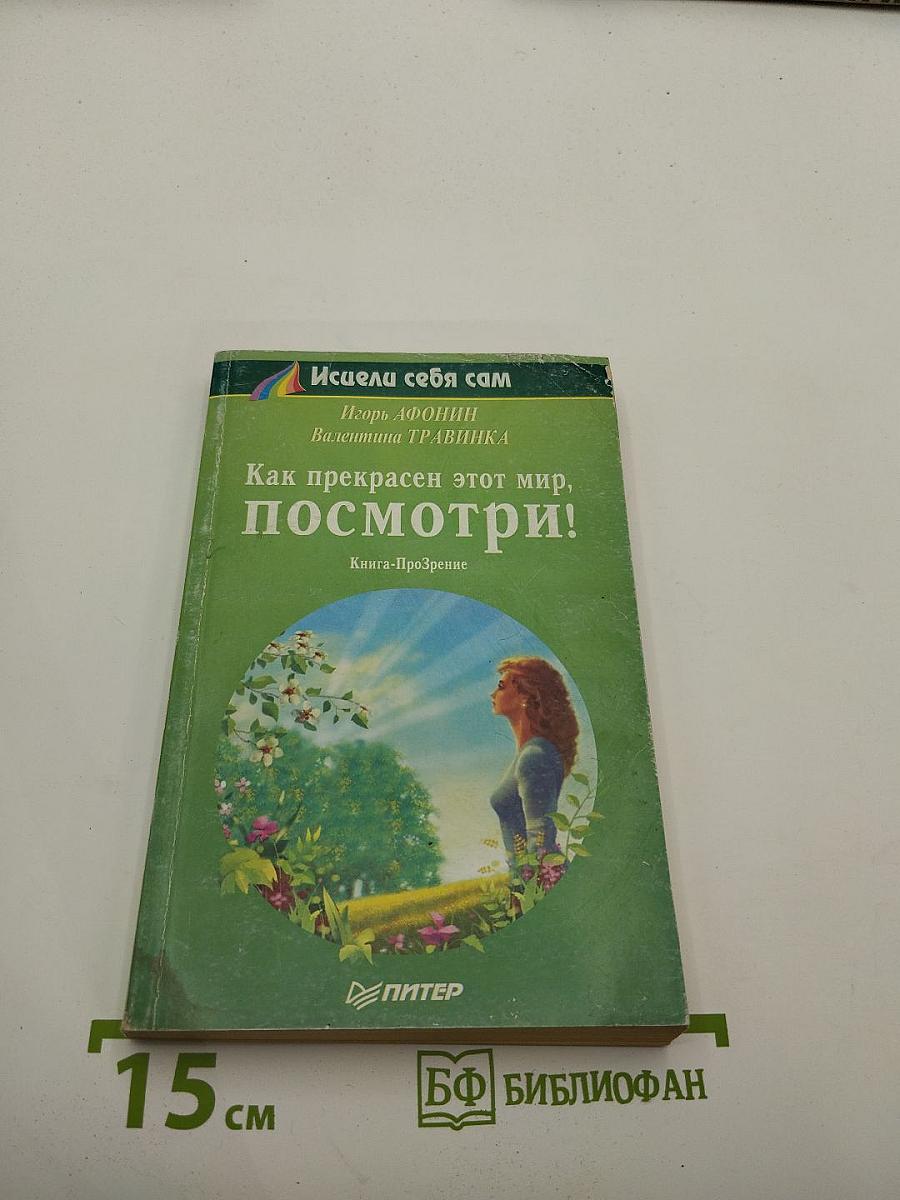 Исцели себя сам
Игорь АФОНИН
Валентина ТРАВИНКА
Как прекрасен этот мир,
ПОСМОТРИ!
Книга-ПроЗрение
ПИТЕР
15 см
БФ БИБЛИОФАН